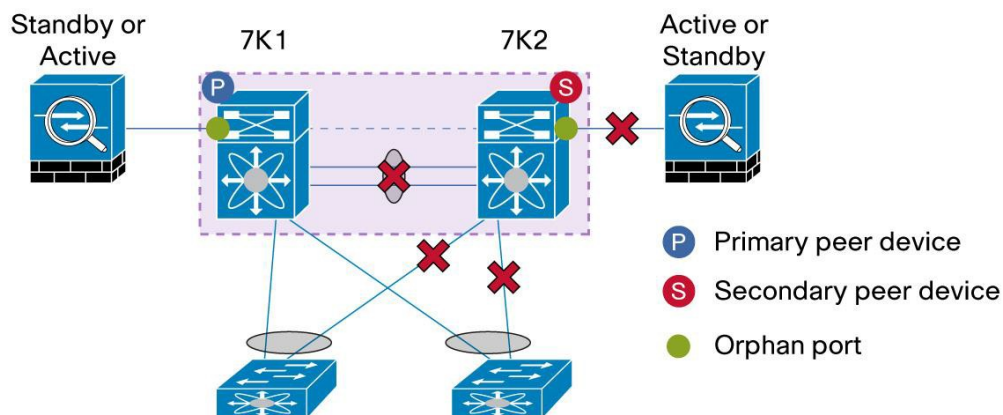 Standby or
Active
7K1
7K2
Active or
Standby
P
S
P Primary peer device
S Secondary peer device
Orphan port